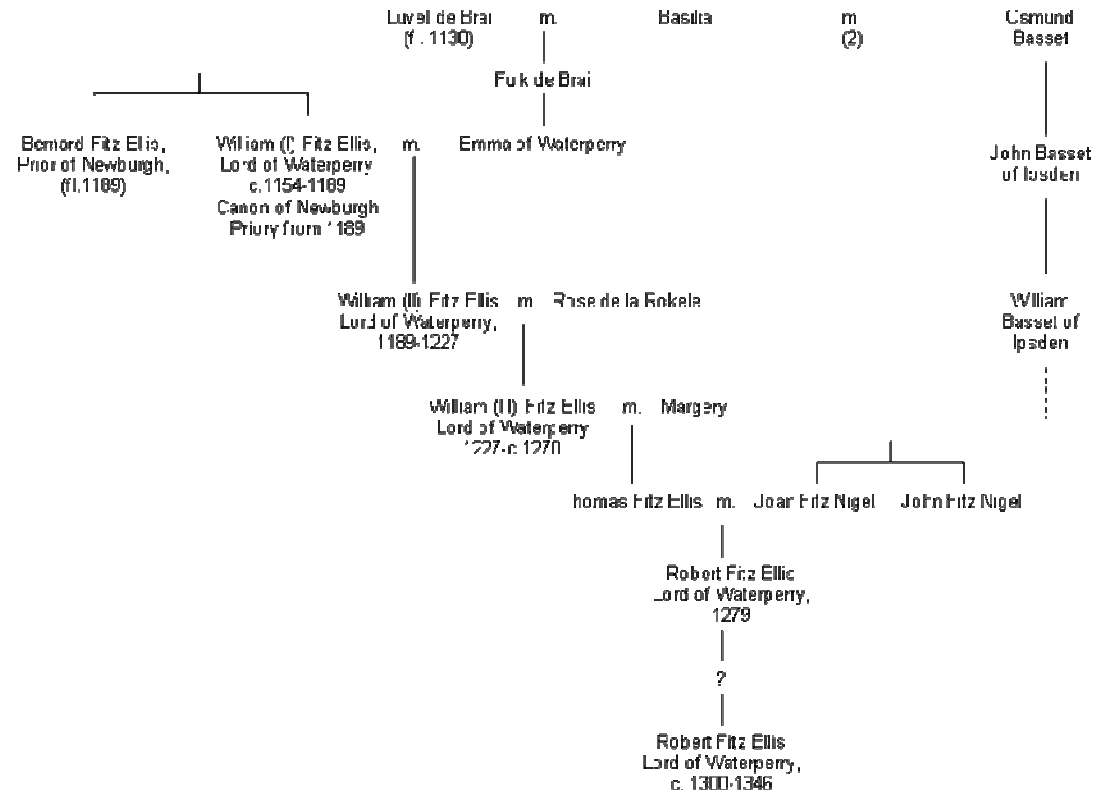 Luvel de Brai m. Basilia m Osmund
(fl. 1130) (2) Basset
Fulk de Brai
Bernard Fitz Ellis, William (I) Fitz Ellis, m. Emma of Waterperry
Prior of Newburgh, Lord of Waterperry
(fl.1189) c.1154-1189
Canon of Newburgh
Priory from 1189
John Basset
of Ipsden
William (II) Fitz Ellis m Rose de la Rokele
Lord of Waterperry,
1189-1227
William
Basset of
Ipsden
William (III) Fitz Ellis m. Margery
Lord of Waterperry
1227-c.1270
Thomas Fitz Ellis m. Joan Fitz Nigel John Fitz Nigel
Robert Fitz Ellis
Lord of Waterperry,
1279
?
Robert Fitz Ellis
Lord of Waterperry,
c. 1300-1346